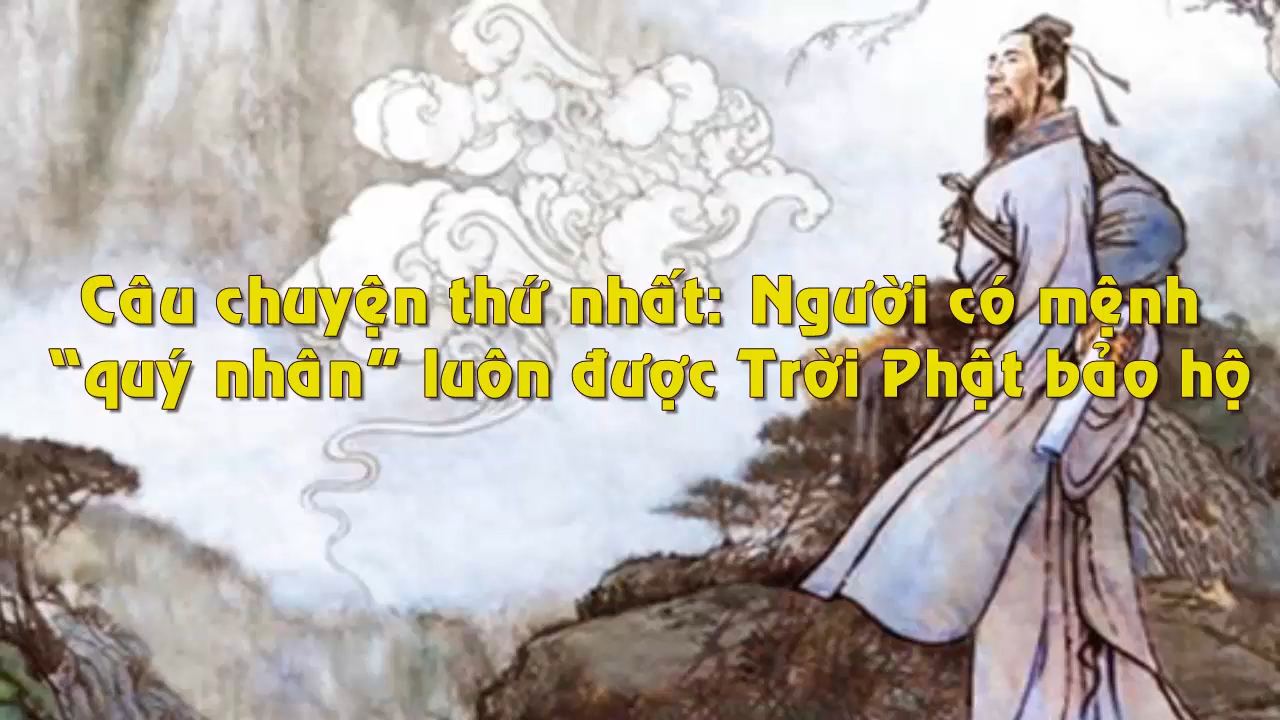 Câu chuyện thứ nhất: Người có mệnh
“quý nhân” luôn được Trời Phật bảo hộ